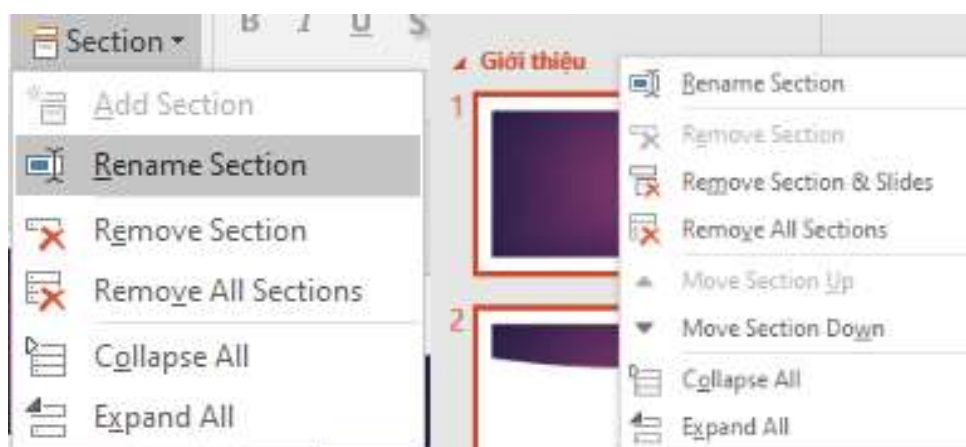 Section
B I U S
Add Section
Rename Section
Remove Section
Remove All Sections
Collapse All
Expand All
Giới thiệu
1
2
Rename Section
Remove Section
Remove Section & Slides
Remove All Sections
Move Section Up
Move Section Down
Collapse All
Expand All